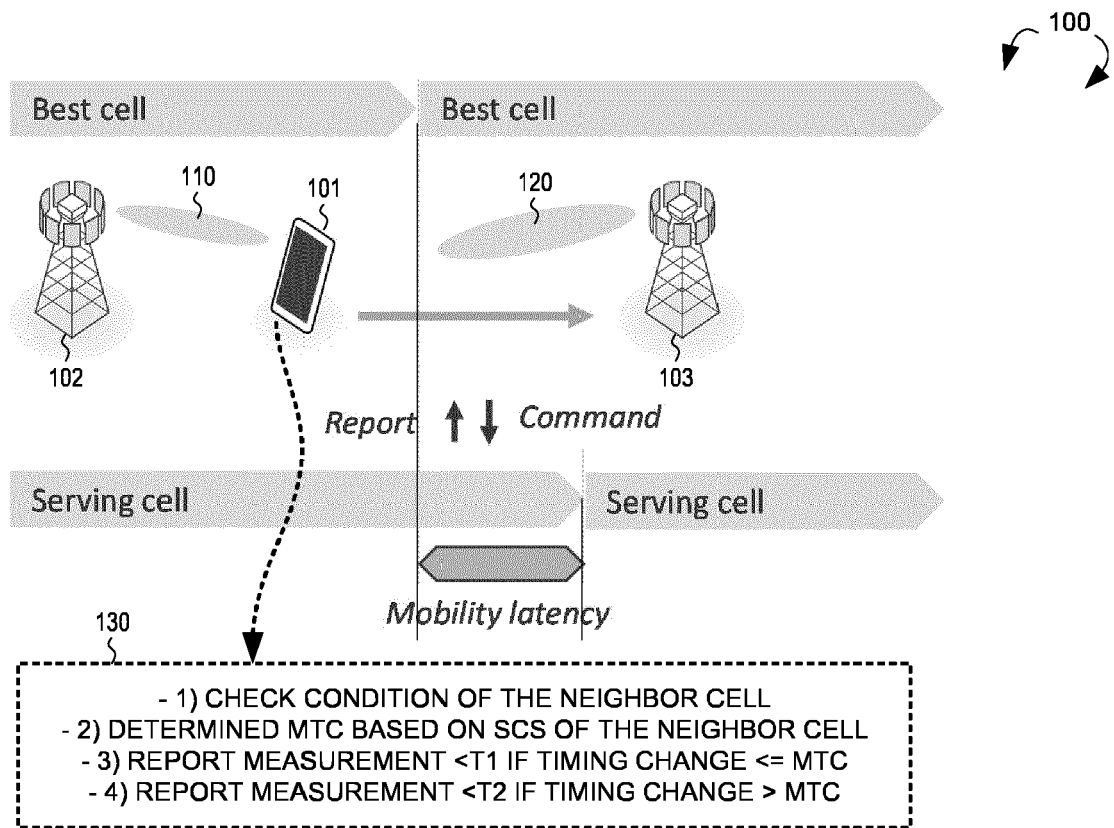 100
Best cell Best cell
110 101 120
102 103
Report Command
Serving cell Serving cell
Mobility latency
130
- 1) CHECK CONDITION OF THE NEIGHBOR CELL
- 2) DETERMINED MTC BASED ON SCS OF THE NEIGHBOR CELL
- 3) REPORT MEASUREMENT <T1 IF TIMING CHANGE <= MTC
- 4) REPORT MEASUREMENT <T2 IF TIMING CHANGE > MTC